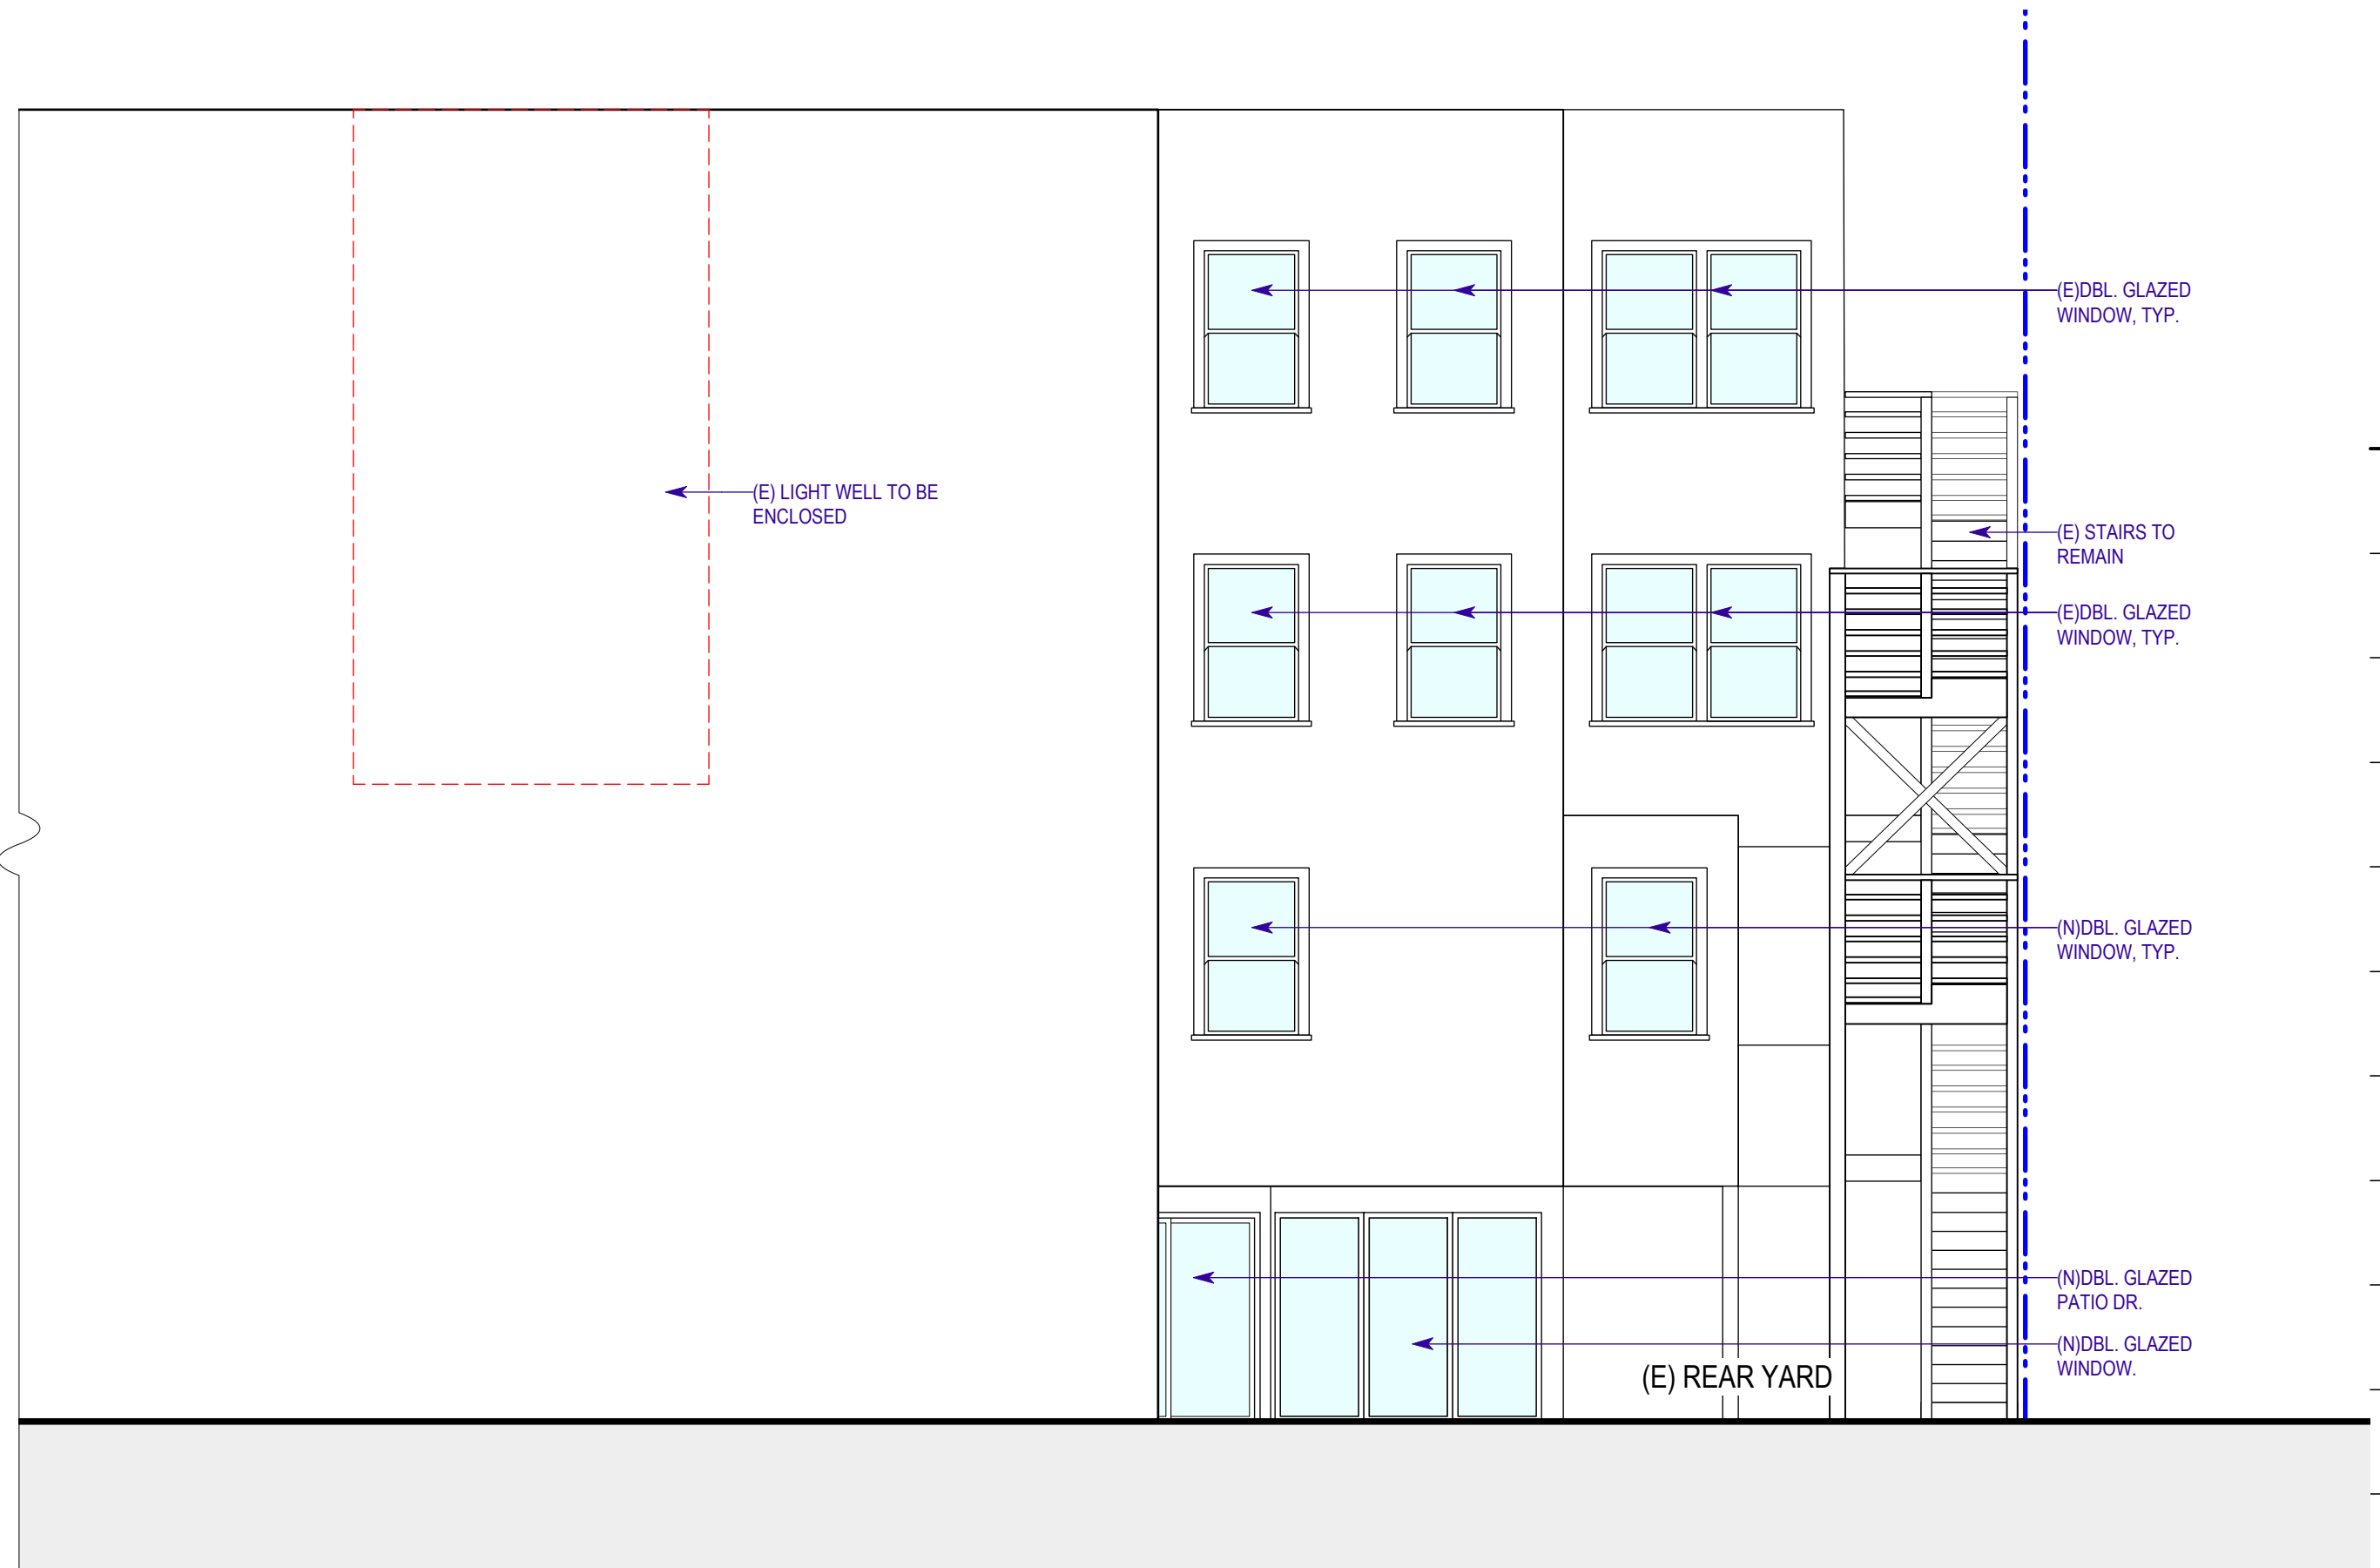 (E)DBL. GLAZED
WINDOW, TYP.
(E) LIGHT WELL TO BE
ENCLOSED
(E) STAIRS TO
REMAIN
(E)DBL. GLAZED
WINDOW, TYP.
(N)DBL. GLAZED
WINDOW, TYP.
(N)DBL. GLAZED
PATIO DR.
(N)DBL. GLAZED
WINDOW.
(E) REAR YARD